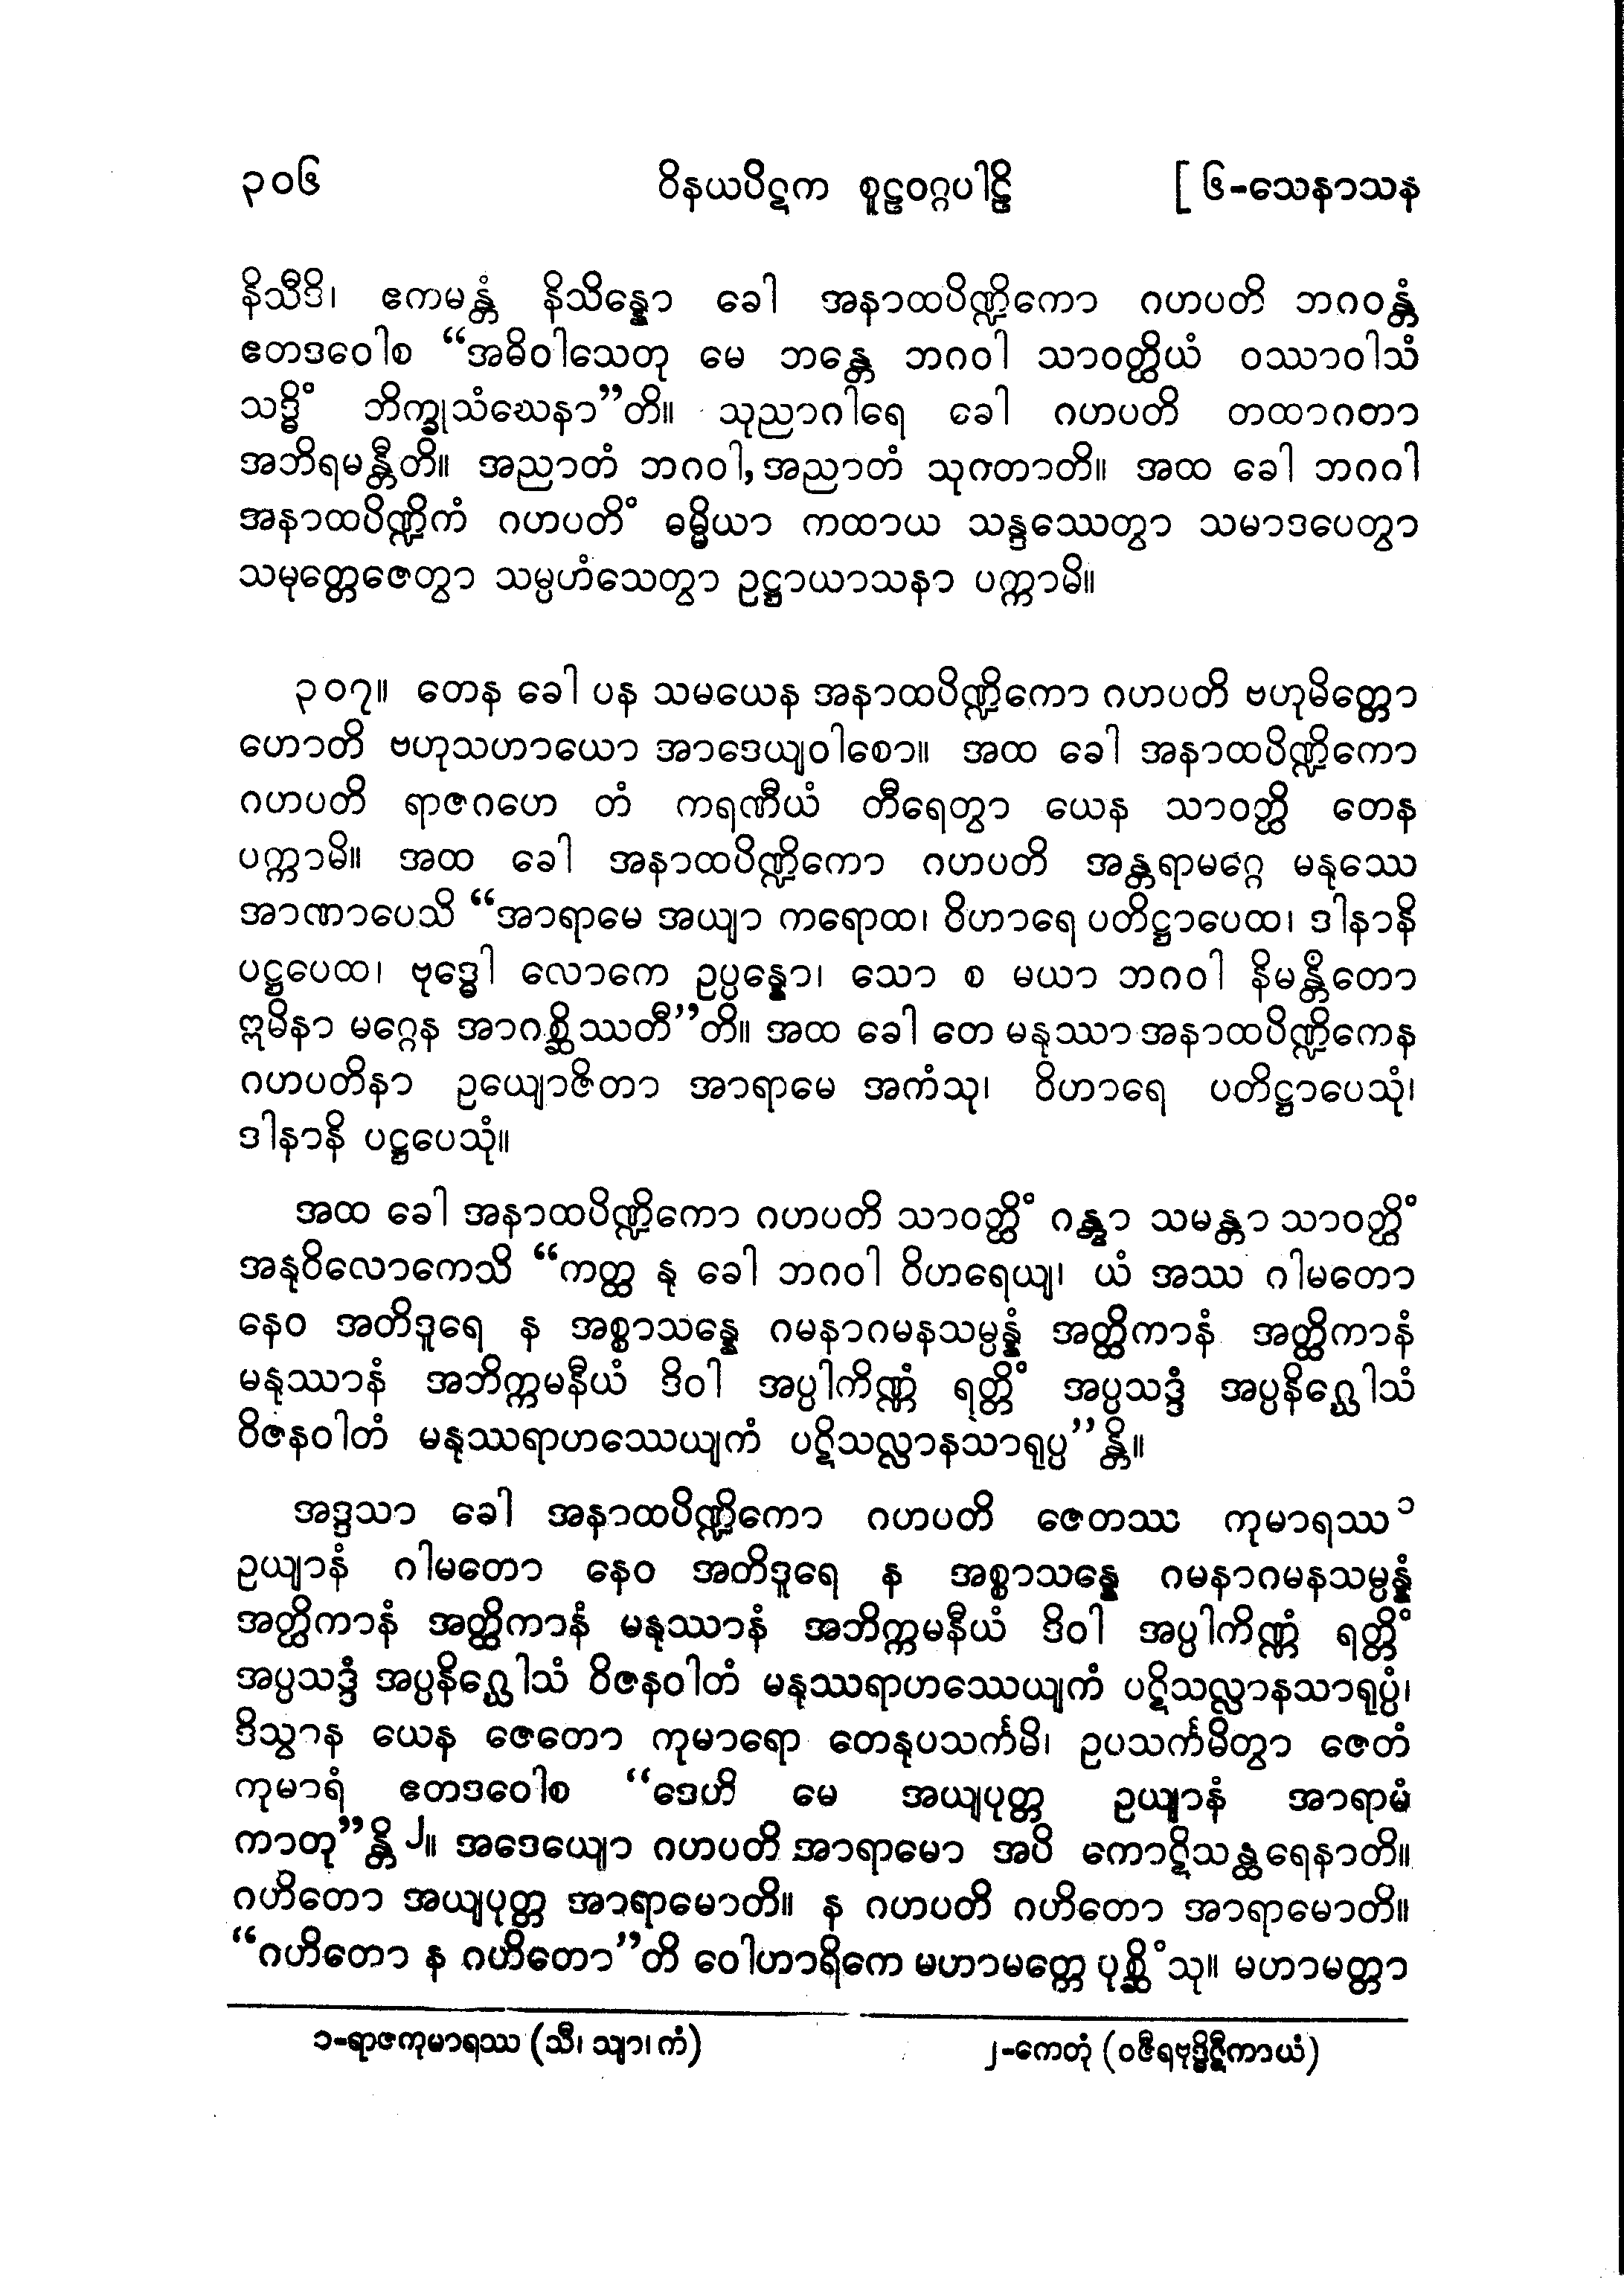 ၃၀၆ ဝိနယပိဋက စူဠဝဂ္ဂပါဠိ [ ၆-သေနာသန
နိသီဒိ၊ ဧကမန္တံ နိသိန္နော ခေါ အနာထပိဏ္ဍိကော ဂဟပတိ ဘဂဝန္တံ
ဧတဒဝေါစ “အဓိဝါသေတု မေ ဘန္တေ ဘဂဝါ သာဝတ္ထိယံ ဝဿာဝါသံ
သဒ္ဓိံ ဘိက္ခုသံဃေနာ”တိ။ သုညာဂါရေ ခေါ ဂဟပတိ တထာဂတာ
အဘိရမန္တီတိ။ အညာတံ ဘဂဝါ, အညာတံ သုဂတာတိ။ အထ ခေါ ဘဂဂါ
အနာထပိဏ္ဍိကံ ဂဟပတိံ ဓမ္မိယာ ကထာယ သန္ဒဿေတွာ သမာဒပေတွာ
သမုတ္တေဇေတွာ သမ္ပဟံသေတွာ ဥဋ္ဌာယာသနာ ပက္ကာမိ။
၃၀၇။ တေန ခေါ ပန သမယေန အနာထပိဏ္ဍိကော ဂဟပတိ ဗဟုမိတ္တော
ဟောတိ ဗဟုသဟာယော အာဒေယျဝါစော။ အထ ခေါ အနာထပိဏ္ဍိကော
ဂဟပတိ ရာဇဂဟေ တံ ကရဏီယံ တီရေတွာ ယေန သာဝတ္ထိ တေန
ပက္ကာမိ။ အထ ခေါ အနာထပိဏ္ဍိကော ဂဟပတိ အန္တရာမဂ္ဂေ မနုဿေ
အာဏာပေသိ “အာရာမေ အယျာ ကရောထ၊ ဝိဟာရေ ပတိဋ္ဌာပေထ၊ ဒါနာနိ
ပဋ္ဌပေထ၊ ဗုဒ္ဓေါ လောကေ ဥပ္ပန္နော၊ သော စ မယာ ဘဂဝါ နိမန္တိတော
ဣမိနာ မဂ္ဂေန အာဂစ္ဆိဿတီ”တိ။ အထ ခေါ တေ မနုဿာ အနာထပိဏ္ဍိကေန
ဂဟပတိနာ ဥယျောဇိတာ အာရာမေ အကံသု၊ ဝိဟာရေ ပတိဋ္ဌာပေသုံ၊
ဒါနာနိ ပဋ္ဌပေသုံ။
အထ ခေါ အနာထပိဏ္ဍိကော ဂဟပတိ သာဝတ္ထိံ ဂန္တွာ သမန္တာ သာဝတ္ထိံ
အနုဝိလောကေသိ “ကတ္ထ နု ခေါ ဘဂဝါ ဝိဟရေယျ၊ ယံ အဿ ဂါမတော
နေဝ အတိဒူရေ န အစ္စာသန္နေ ဂမနာဂမနသမ္ပန္နံ အတ္ထိကာနံ အတ္ထိကာနံ
မနုဿာနံ အဘိက္ကမနီယံ ဒိဝါ အပ္ပါကိဏ္ဏံ ရတ္တိံ အပ္ပသဒ္ဒံ အပ္ပနိဂ္ဃေါသံ
ဝိဇနဝါတံ မနုဿရာဟဿေယျကံ ပဋိသလ္လာနသာရုပ္ပ”န္တိ။
အဒ္ဒသာ ခေါ အနာထပိဏ္ဍိကော ဂဟပတိ ဇေတဿ ကုမာရဿ ၁
ဥယျာနံ ဂါမတော နေဝ အတိဒူရေ န အစ္စာသန္နေ ဂမနာဂမနသမ္ပန္နံ
အတ္ထိကာနံ အတ္ထိကာနံ မနုဿာနံ အဘိက္ကမနီယံ ဒိဝါ အပ္ပါကိဏ္ဏံ ရတ္တိံ
အပ္ပသဒ္ဒံ အပ္ပနိဂ္ဃေါသံ ဝိဇနဝါတံ မနုဿရာဟဿေယျကံ ပဋိသလ္လာနသာရုပ္ပံ၊
ဒိသွာန ယေန ဇေတော ကုမာရော တေနုပသင်္ကမိ၊ ဥပသင်္ကမိတွာ ဇေတံ
ကုမာရံ ဧတဒဝေါစ “ဒေဟိ မေ အယျပုတ္တ ဥယျာနံ အာရာမံ
ကာတု”န္တိ ၂။ အဒေယျော ဂဟပတိ အာရာမော အပိ ကောဋိသန္ထရေနာတိ။
ဂဟိတော အယျပုတ္တ အာရာမောတိ။ န ဂဟပတိ ဂဟိတော အာရာမောတိ။
“ဂဟိတော န ဂဟိတော”တိ ဝေါဟာရိကေ မဟာမတ္တေ ပုစ္ဆိံသု။ မဟာမတ္တာ
၁-ရာဇကုမာရဿ (သီ၊ သျာ၊ ကံ) ၂-ကေတုံ (ဝဇီရဗုဒ္ဓိဋီကာယံ)